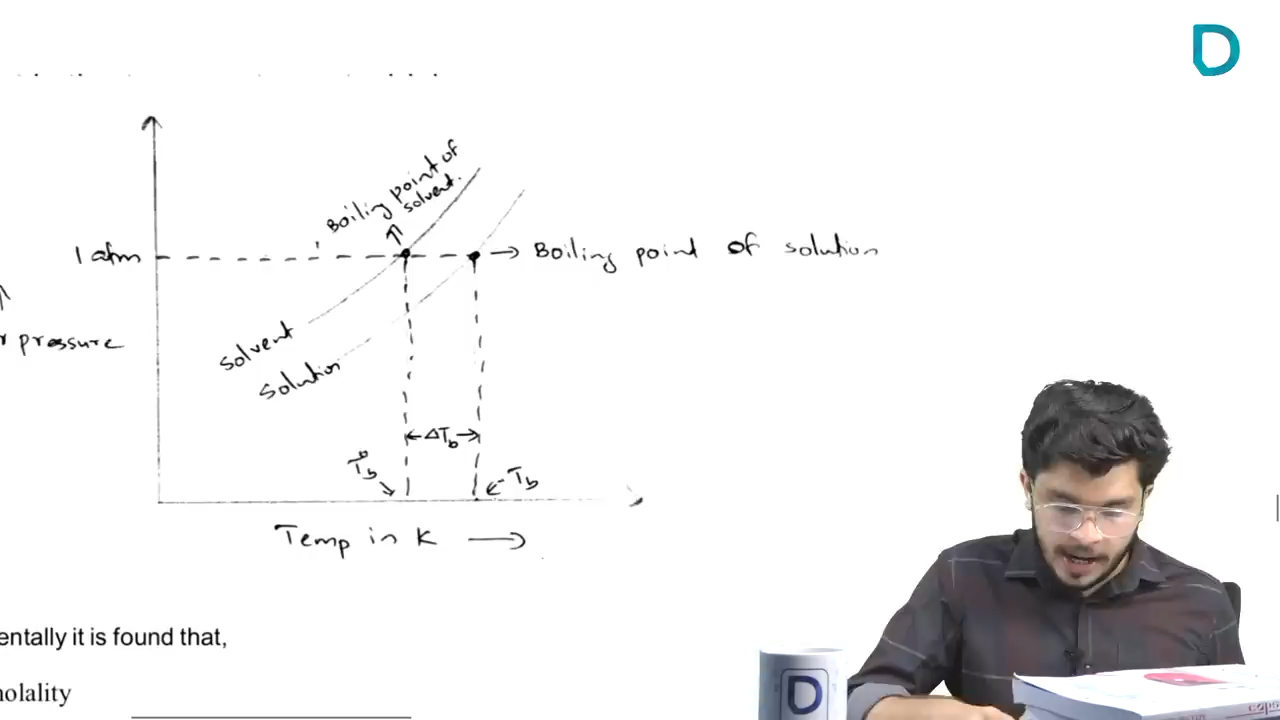 D
Boiling point of
solvent.
1 atm
Boiling point of solution
pressure
solvent
solution
ΔTb
T°b
Tb
Temp in K
entally it is found that,
nolality
D